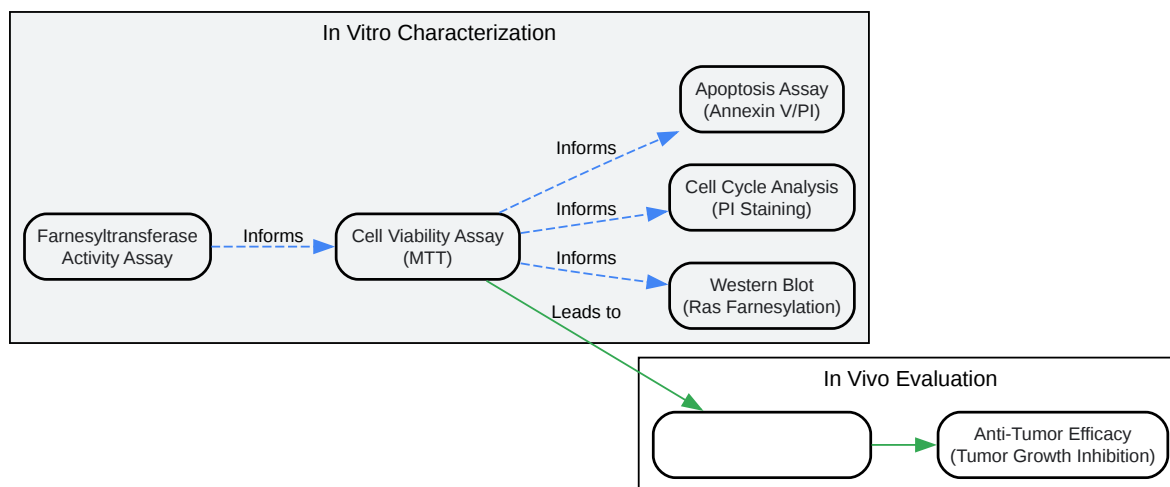 In Vitro Characterization
Apoptosis Assay
(Annexin V/PI)
Informs
Cell Cycle Analysis
(PI Staining)
Informs
Farnesyltransferase
Activity Assay
Informs
Cell Viability Assay
(MTT)
Informs
Western Blot
(Ras Farnesylation)
Leads to
In Vivo Evaluation
Anti-Tumor Efficacy
(Tumor Growth Inhibition)